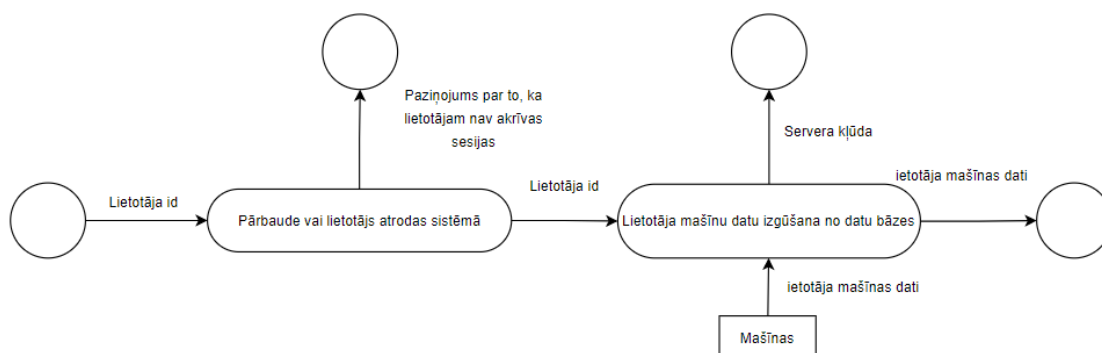 Paziņojums par to, ka
lietotājam nav akrīvas
sesijas
Servera kļūda
Lietotāja id
Pārbaude vai lietotājs atrodas sistēmā
Lietotāja id
Lietotāja mašīnu datu izgūšana no datu bāzes
ietotāja mašīnas dati
ietotāja mašīnas dati
Mašīnas